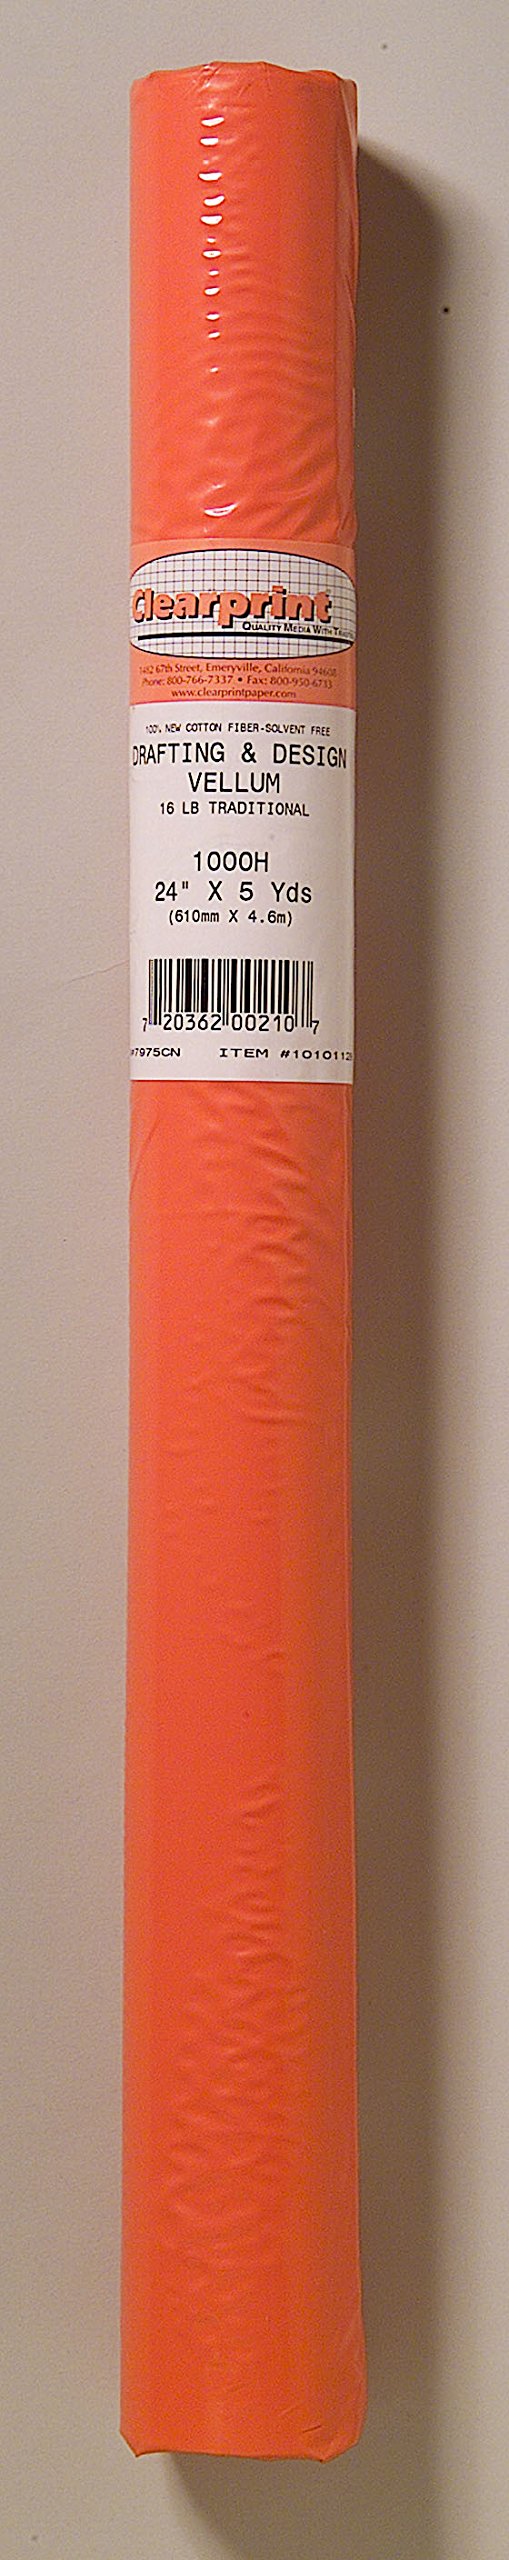 Clearprint
QUALITY MEDIA WITH
1482 67th Street, Emeryville, California 94608
Phone: 800-766-7337 • Fax: 800-950-6733
www.clearprintpaper.com
100% NEW COTTON FIBER-SOLVENT FREE
DRAFTING & DESIGN
VELLUM
16 LB TRADITIONAL
1000H
24" X 5 Yds
(610mm X 4.6m)
7 20362 00210 7
#7975CN ITEM